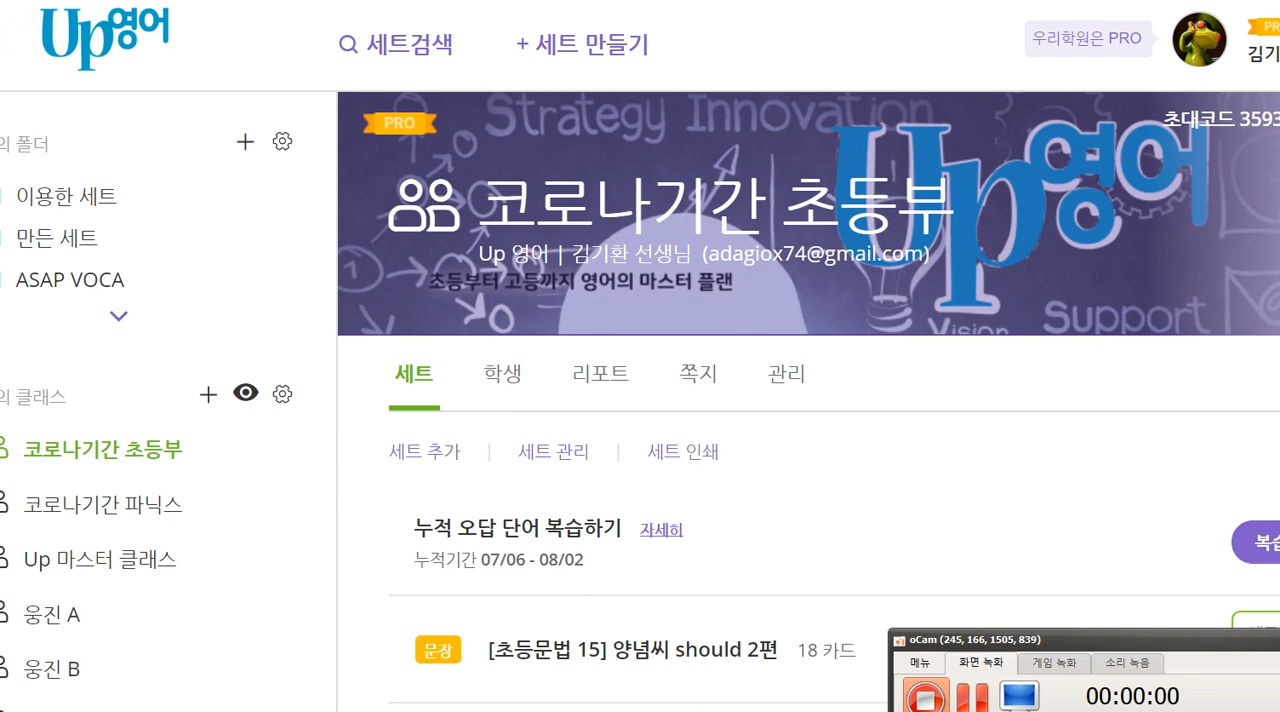 Up영어
세트검색
+ 세트 만들기
우리학원은 PRO
PR
김기
의 폴더
이용한 세트
만든 세트
ASAP VOCA
의 클래스
코로나기간 초등부
코로나기간 파닉스
Up 마스터 클래스
웅진 A
웅진 B
Strategy Innovation
PRO
초대코드 3593
Up영어
코로나기간 초등부
Up 영어 | 김기환 선생님 (adagiox74@gmail.com)
초등부터 고등까지 영어의 마스터 플랜
Vision
Support
세트
학생
리포트
쪽지
관리
세트 추가 | 세트 관리 | 세트 인쇄
누적 오답 단어 복습하기 자세히
누적기간 07/06 - 08/02
복습
문장
[초등문법 15] 양념씨 should 2편 18 카드
oCam (245, 166, 1505, 839)
메뉴
화면 녹화
게임 녹화
소리 녹음
00:00:00